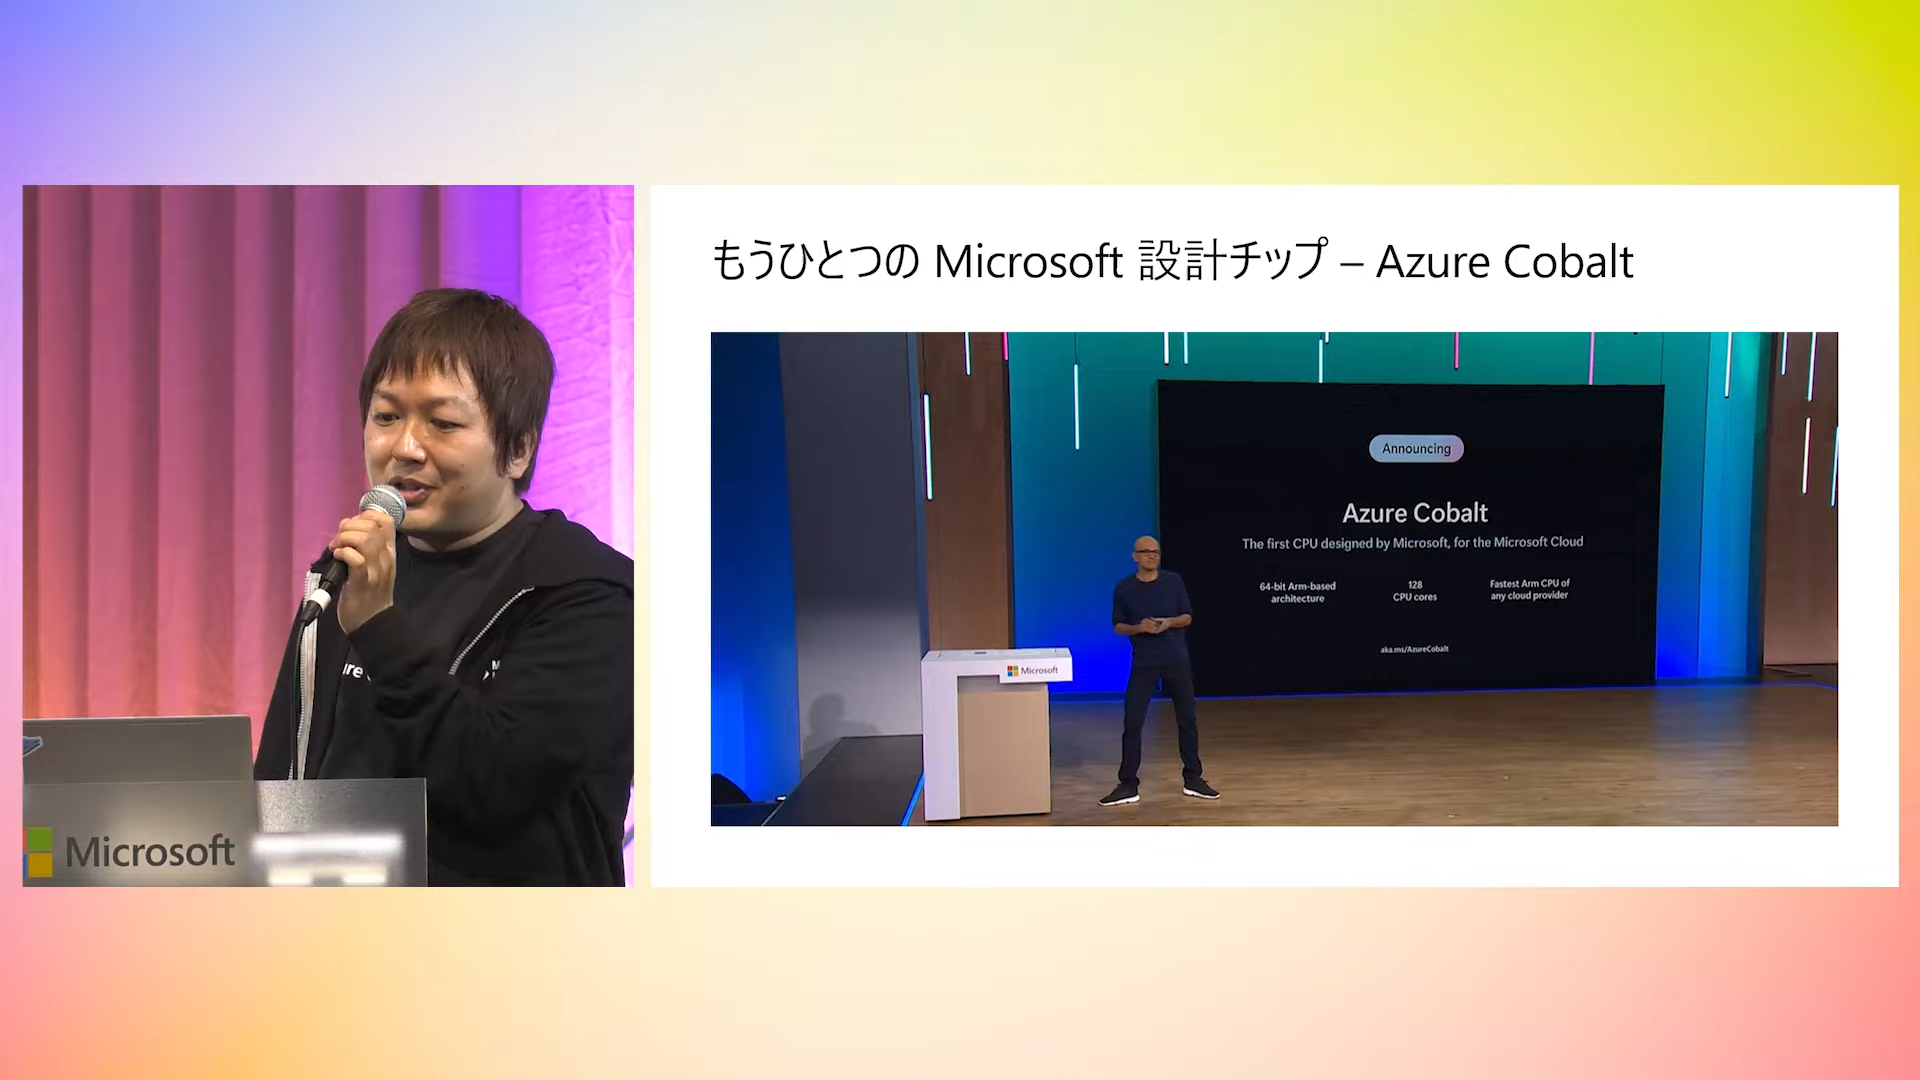 もうひとつの Microsoft 設計チップ – Azure Cobalt
Announcing
Azure Cobalt
The first CPU designed by Microsoft, for the Microsoft Cloud
64-bit Arm-based
architecture
128
CPU cores
Fastest Arm CPU of
any cloud provider
aka.ms/AzureCobalt
Microsoft
Microsoft